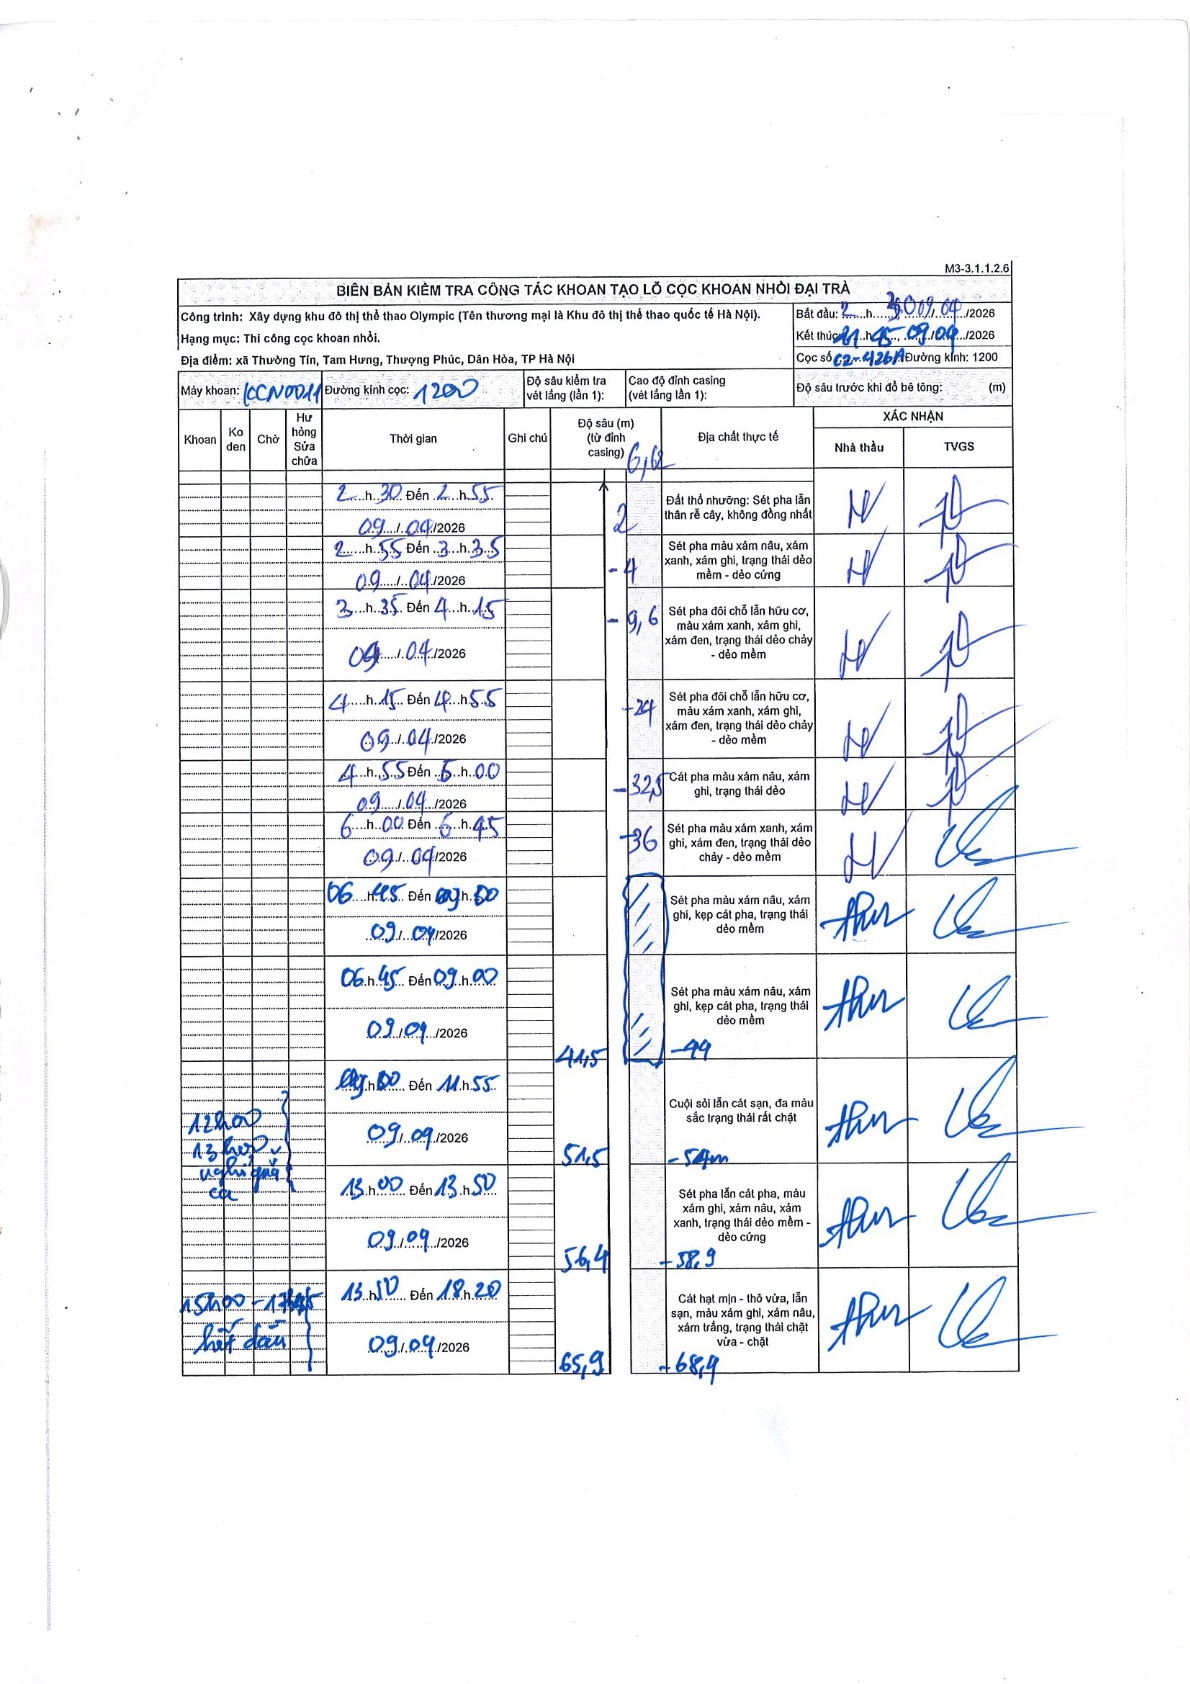 M3-3.1.1.2.6
BIÊN BẢN KIỂM TRA CÔNG TÁC KHOAN TẠO LỖ CỌC KHOAN NHỒI ĐẠI TRÀ
Công trình: Xây dựng khu đô thị thể thao Olympic (Tên thương mại là Khu đô thị thể thao quốc tế Hà Nội).
Bắt đầu: 2 h 30 09/04/2026
Hạng mục: Thi công cọc khoan nhồi.
Kết thúc 21 h 45, 09/04/2026
Địa điểm: xã Thường Tín, Tam Hưng, Thượng Phúc, Dân Hòa, TP Hà Nội
Cọc số C2-426A Đường kính: 1200
Máy khoan: KCN0011
Đường kính cọc: 1200
Độ sâu kiểm tra vét lắng (lần 1):
Cao độ đỉnh casing (vét lắng lần 1):
Độ sâu trước khi đổ bê tông: (m)
Khoan
Ko đen
Chờ
Hư hỏng Sửa chữa
Thời gian
Ghi chú
Độ sâu (m) (từ đỉnh casing)
6,62
Địa chất thực tế
XÁC NHẬN
Nhà thầu
TVGS
2 h 30 Đến 2 h 55
09/04/2026
2
Đất thổ nhưỡng: Sét pha lẫn
thân rễ cây, không đồng nhất
2 h 55 Đến 3 h 35
09/04/2026
-4
Sét pha màu xám nâu, xám
xanh, xám ghi, trạng thái dẻo
mềm - dẻo cứng
3 h 35 Đến 4 h 15
09/04/2026
-9,6
Sét pha đôi chỗ lẫn hữu cơ,
màu xám xanh, xám ghi,
xám đen, trạng thái dẻo chảy
- dẻo mềm
4 h 15 Đến 4 h 55
09/04/2026
-24
Sét pha đôi chỗ lẫn hữu cơ,
màu xám xanh, xám ghi,
xám đen, trạng thái dẻo chảy
- dẻo mềm
4 h 55 Đến 6 h 00
09/04/2026
-32,5
Cát pha màu xám nâu, xám
ghi, trạng thái dẻo
6 h 00 Đến 6 h 45
09/04/2026
-36
Sét pha màu xám xanh, xám
ghi, xám đen, trạng thái dẻo
chảy - dẻo mềm
06 h 45 Đến 09 h 00
09/04/2026
Sét pha màu xám nâu, xám
ghi, kẹp cát pha, trạng thái
dẻo mềm
06 h 45 Đến 09 h 00
09/04/2026
41,5
Sét pha màu xám nâu, xám
ghi, kẹp cát pha, trạng thái
dẻo mềm
-44
09 h 00 Đến 11 h 55
09/04/2026
51,5
Cuội sỏi lẫn cát sạn, đa màu
sắc trạng thái rất chặt
-54m
12h00
13h00
nghỉ giữa
ca
13 h 00 Đến 13 h 50
09/04/2026
56,4
Sét pha lẫn cát pha, màu
xám ghi, xám nâu, xám
xanh, trạng thái dẻo mềm -
dẻo cứng
-58,9
15h00 - 17h45
hết dầu
13 h 50 Đến 18 h 20
09/04/2026
65,9
Cát hạt mịn - thô vừa, lẫn
sạn, màu xám ghi, xám nâu,
xám trắng, trạng thái chặt
vừa - chặt
-68,4